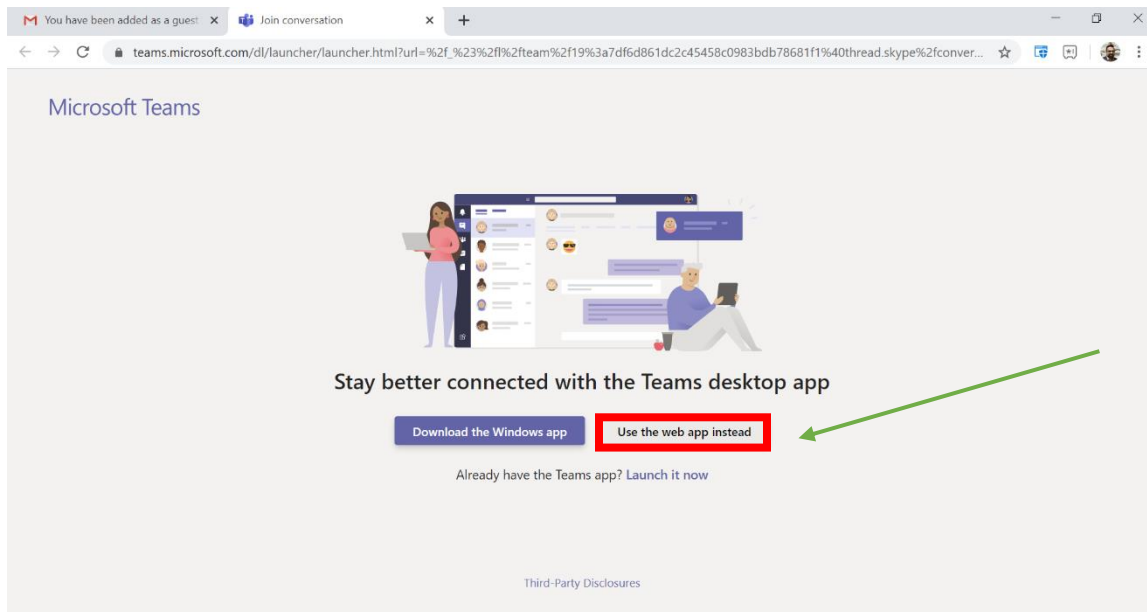 You have been added as a guest
Join conversation
teams.microsoft.com/dl/launcher/launcher.html?url=%2f_%23%2fl%2fteam%2f19%3a7df6d861dc2c45458c0983bdb78681f1%40thread.skype%2fconver...
Microsoft Teams
Stay better connected with the Teams desktop app
Download the Windows app
Use the web app instead
Already have the Teams app? Launch it now
Third-Party Disclosures